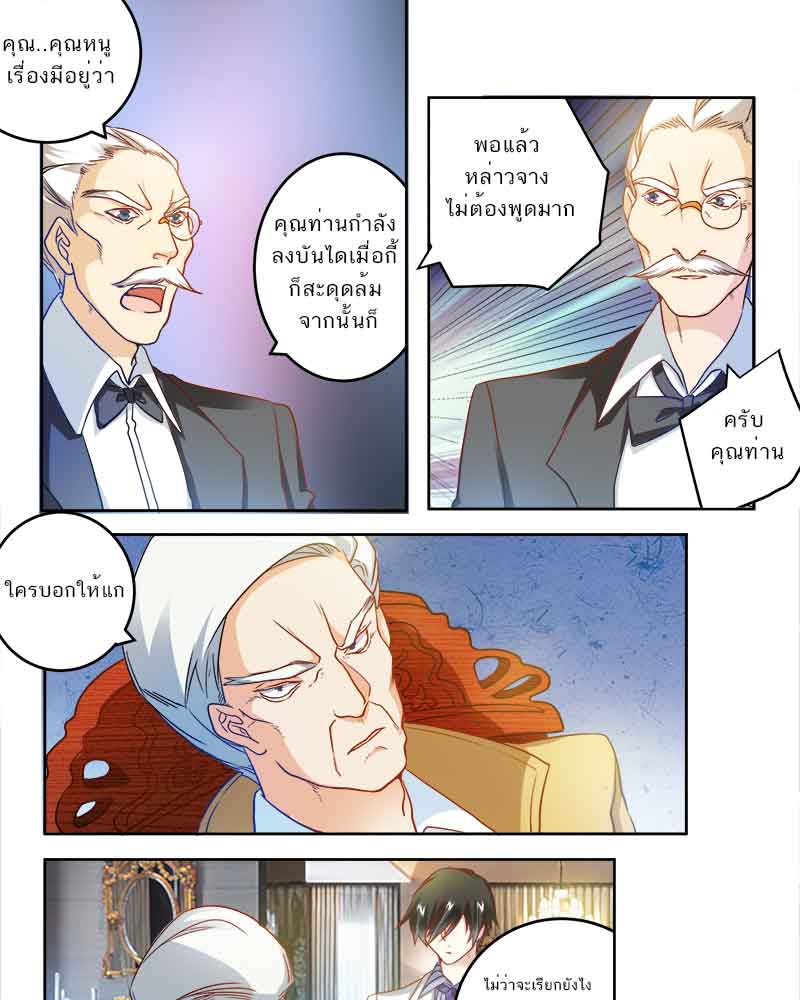 คุณ..คุณหนู
เรื่องมีอยู่ว่า
คุณท่านกำลัง
ลงบันไดเมื่อกี้
ก็สะดุดล้ม
จากนั้นก็
พอแล้ว
หล่าวจาง
ไม่ต้องพูดมาก
ครับ
คุณท่าน
ใครบอกให้แก
ไม่ว่าจะเรียกยังไง